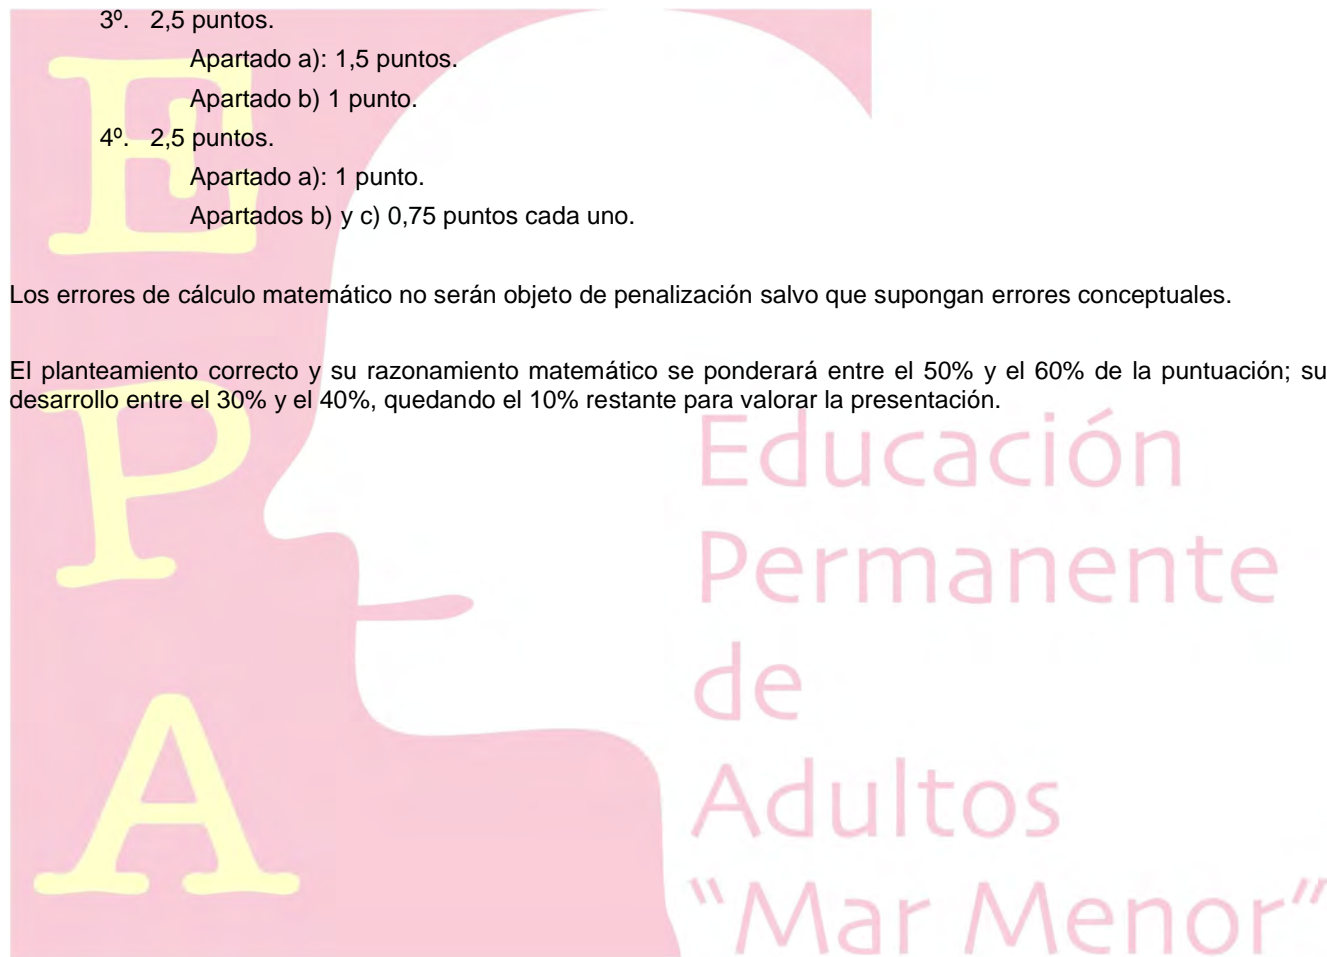 3º. 2,5 puntos.
Apartado a): 1,5 puntos.
Apartado b) 1 punto.
4º. 2,5 puntos.
Apartado a): 1 punto.
Apartados b) y c) 0,75 puntos cada uno.
Los errores de cálculo matemático no serán objeto de penalización salvo que supongan errores conceptuales.
El planteamiento correcto y su razonamiento matemático se ponderará entre el 50% y el 60% de la puntuación; su
desarrollo entre el 30% y el 40%, quedando el 10% restante para valorar la presentación.
E
P
A
Educación
Permanente
de
Adultos
“Mar Menor”